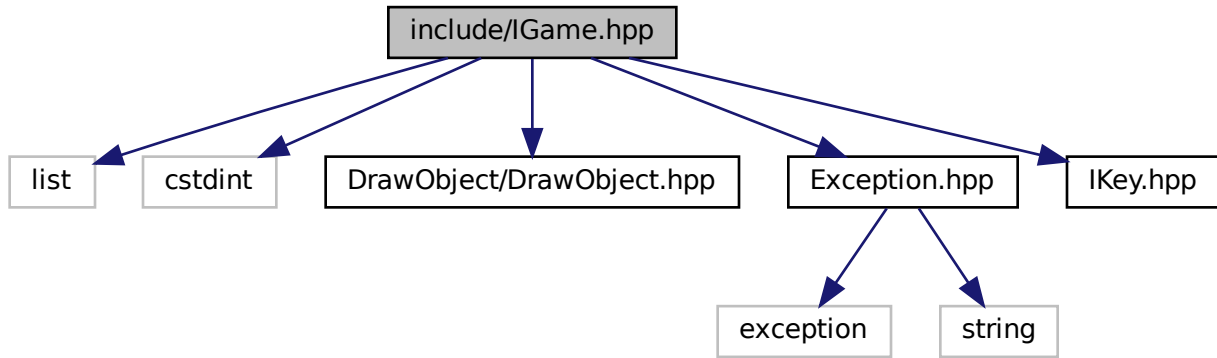 include/IGame.hpp
list
cstdint
DrawObject/DrawObject.hpp
Exception.hpp
IKey.hpp
exception
string